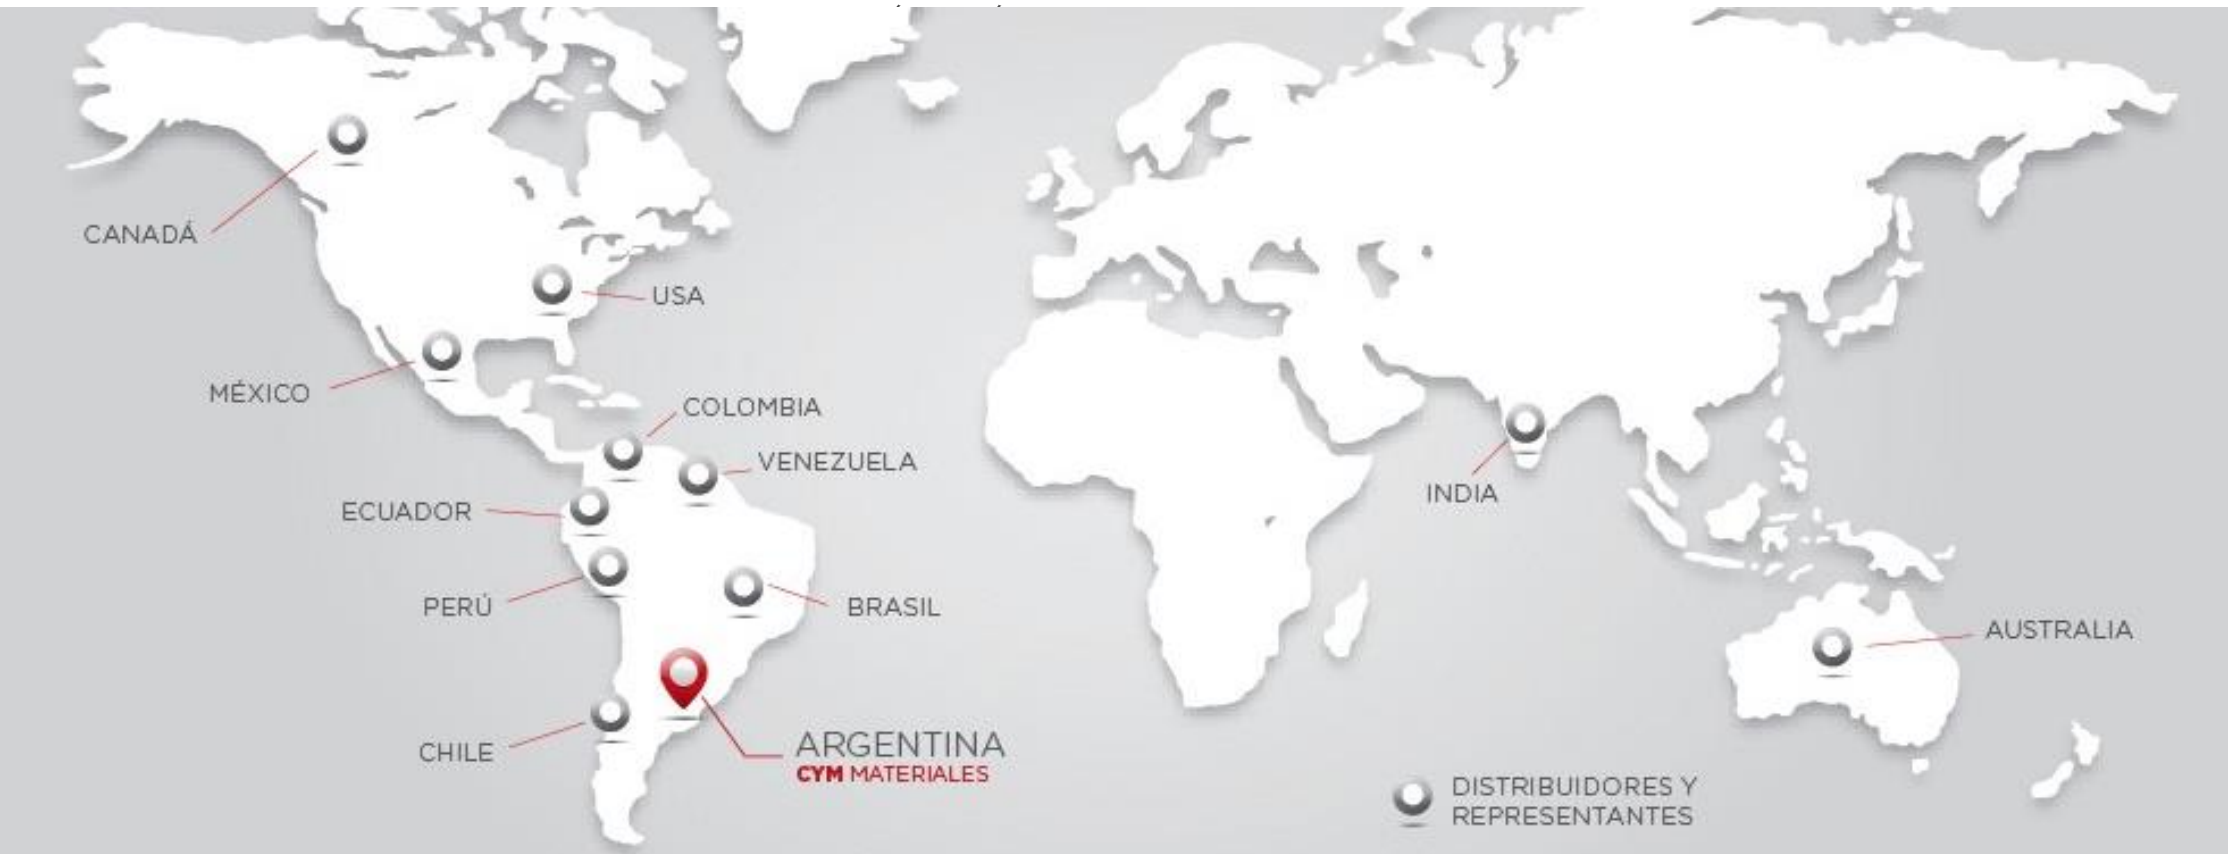 CANADÁ
USA
MÉXICO
COLOMBIA
VENEZUELA
ECUADOR
INDIA
PERÚ
BRASIL
AUSTRALIA
CHILE
ARGENTINA
CYM MATERIALES
DISTRIBUIDORES Y
REPRESENTANTES